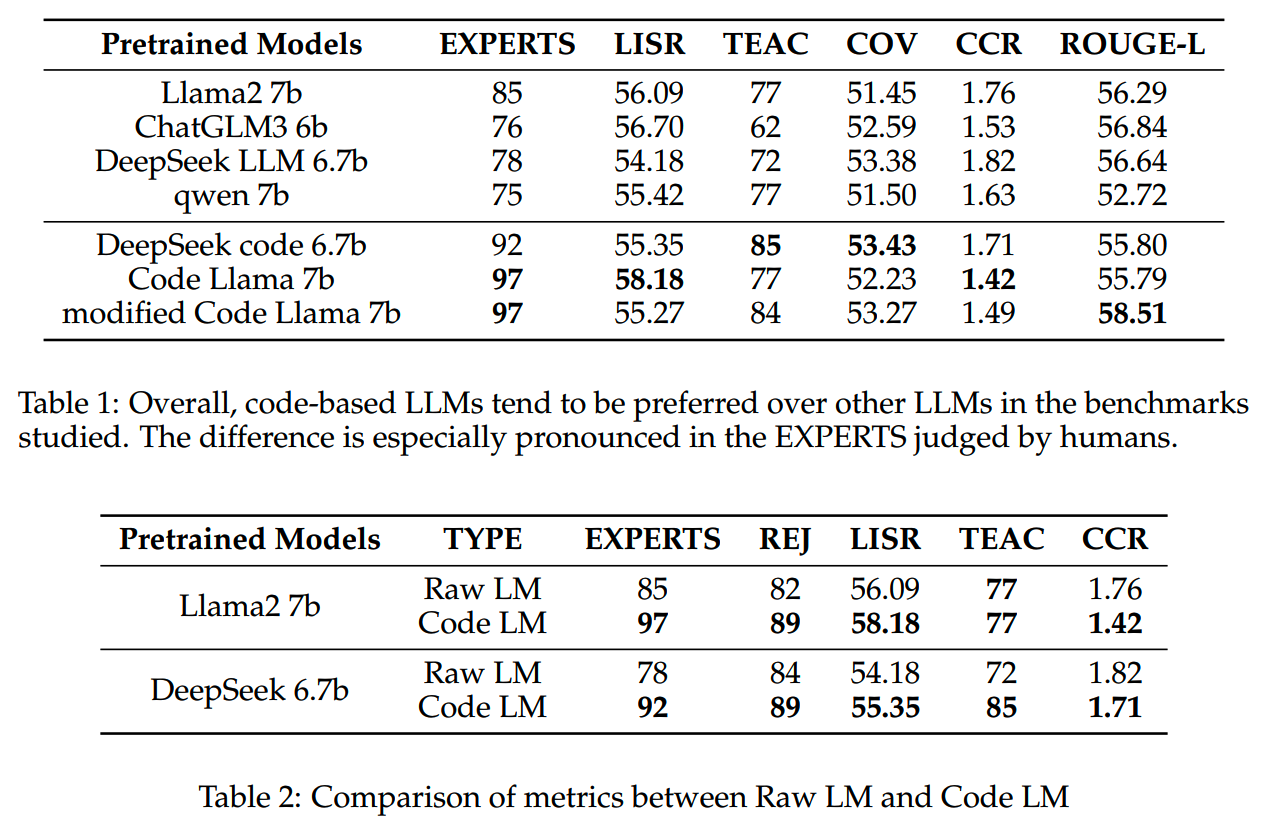 Pretrained Models EXPERTS LISR TEAC COV CCR ROUGE-L
Llama2 7b 85 56.09 77 51.45 1.76 56.29
ChatGLM3 6b 76 56.70 62 52.59 1.53 56.84
DeepSeek LLM 6.7b 78 54.18 72 53.38 1.82 56.64
qwen 7b 75 55.42 77 51.50 1.63 52.72
DeepSeek code 6.7b 92 55.35 85 53.43 1.71 55.80
Code Llama 7b 97 58.18 77 52.23 1.42 55.79
modified Code Llama 7b 97 55.27 84 53.27 1.49 58.51
Table 1: Overall, code-based LLMs tend to be preferred over other LLMs in the benchmarks
studied. The difference is especially pronounced in the EXPERTS judged by humans.
Pretrained Models TYPE EXPERTS REJ LISR TEAC CCR
Llama2 7b
Raw LM 85 82 56.09 77 1.76
Code LM 97 89 58.18 77 1.42
DeepSeek 6.7b
Raw LM 78 84 54.18 72 1.82
Code LM 92 89 55.35 85 1.71
Table 2: Comparison of metrics between Raw LM and Code LM